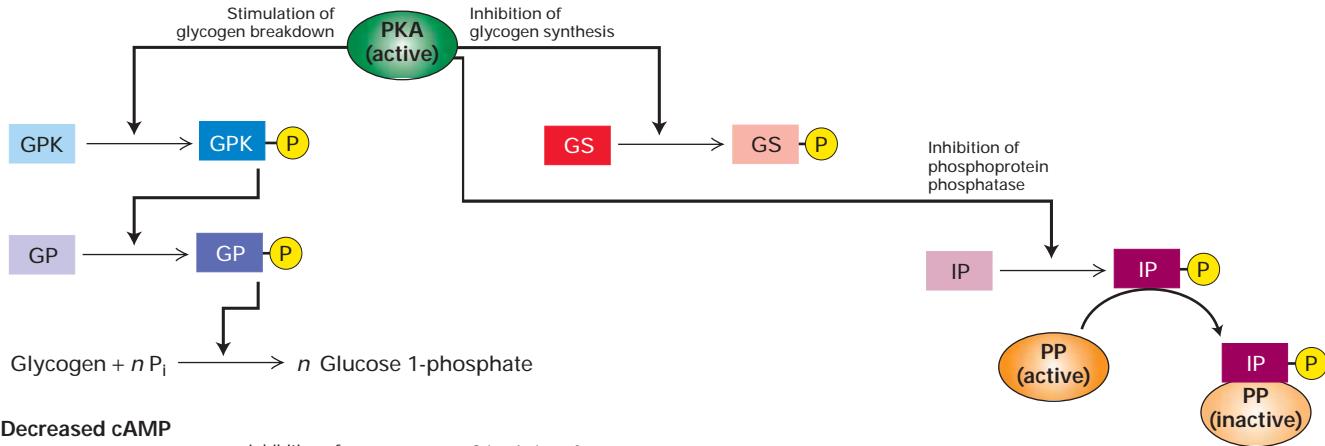 Stimulation of
glycogen breakdown
PKA
(active)
Inhibition of
glycogen synthesis
GPK
GPK
P
GS
GS
P
Inhibition of
phosphoprotein
phosphatase
GP
GP
P
IP
IP
P
Glycogen + n Pi
n Glucose 1-phosphate
PP
(active)
IP
P
PP
(inactive)
Decreased cAMP